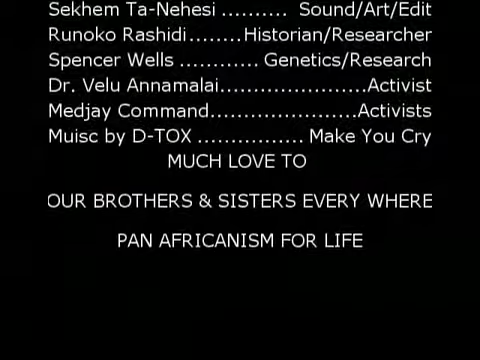 Sekhem Ta-Nehesi .......... Sound/Art/Edit
Runoko Rashidi........Historian/Researcher
Spencer Wells ............ Genetics/Research
Dr. Velu Annamalai......................Activist
Medjay Command......................Activists
Muisc by D-TOX ................ Make You Cry
MUCH LOVE TO
OUR BROTHERS & SISTERS EVERY WHERE
PAN AFRICANISM FOR LIFE